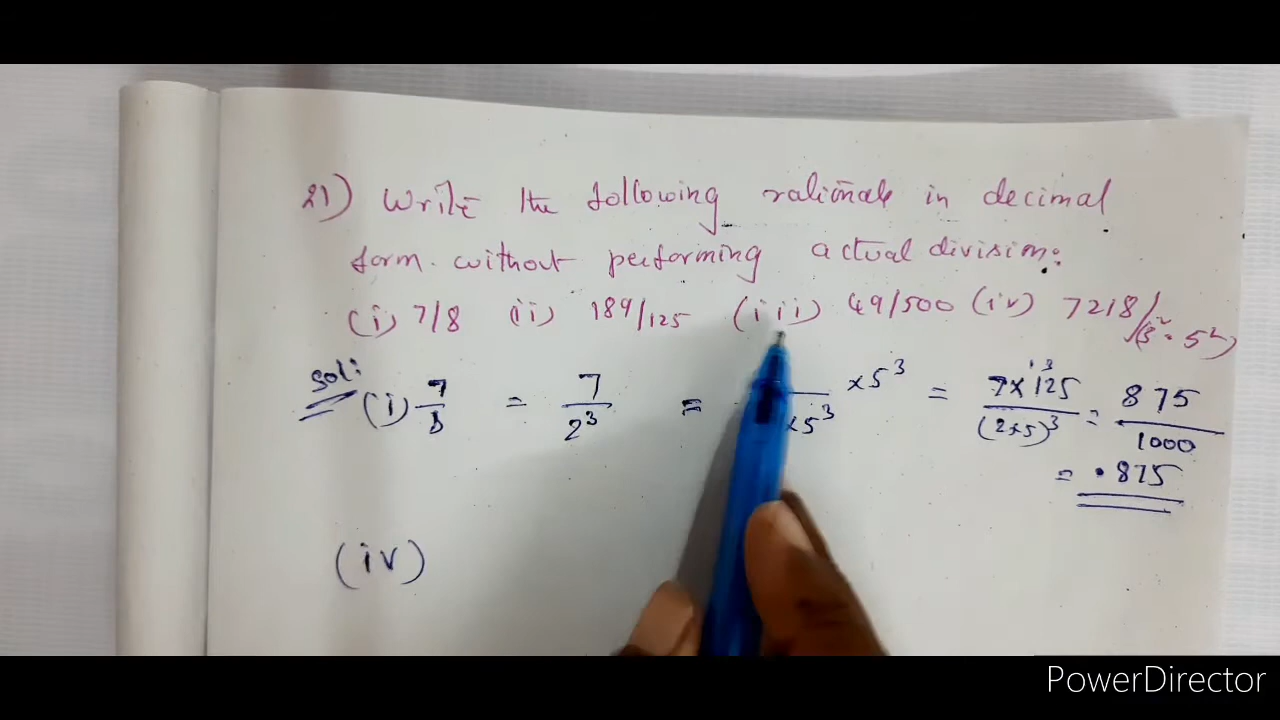 21) Write the following rationals in decimal
form without performing actual division:
(i) 7/8 (ii) 189/125 (iii) 49/500 (iv) 7218/(3² · 5²)
Sol: (i) 7/8 = 7/2³ = ×5³/×5³ = 7×125/(2×5)³ = 875/1000
= .875
(iv)
PowerDirector